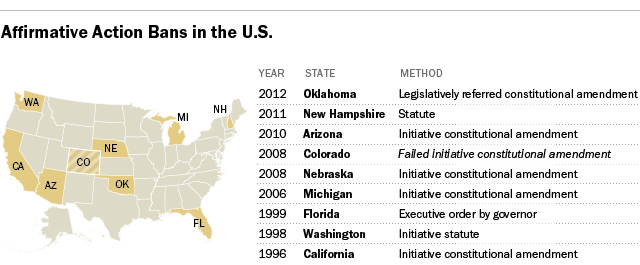 Affirmative Action Bans in the U.S.
YEAR STATE METHOD
2012 Oklahoma Legislatively referred constitutional amendment
2011 New Hampshire Statute
2010 Arizona Initiative constitutional amendment
2008 Colorado Failed initiative constitutional amendment
2008 Nebraska Initiative constitutional amendment
2006 Michigan Initiative constitutional amendment
1999 Florida Executive order by governor
1998 Washington Initiative statute
1996 California Initiative constitutional amendment
WA
NH
MI
NE
CO
CA
AZ
OK
FL